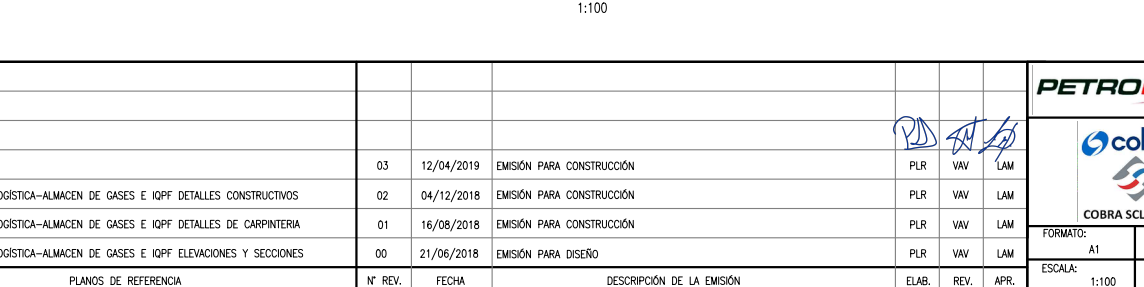 1:100
PETRO
03 12/04/2019 EMISIÓN PARA CONSTRUCCIÓN PLR VAV LAM
OGÍSTICA-ALMACEN DE GASES E IQPF DETALLES CONSTRUCTIVOS 02 04/12/2018 EMISIÓN PARA CONSTRUCCIÓN PLR VAV LAM
OGÍSTICA-ALMACEN DE GASES E IQPF DETALLES DE CARPINTERIA 01 16/08/2018 EMISIÓN PARA CONSTRUCCIÓN PLR VAV LAM
OGÍSTICA-ALMACEN DE GASES E IQPF ELEVACIONES Y SECCIONES 00 21/06/2018 EMISIÓN PARA DISEÑO PLR VAV LAM
PLANOS DE REFERENCIA N° REV. FECHA DESCRIPCIÓN DE LA EMISIÓN ELAB. REV. APR.
COBRA SCL
FORMATO:
A1
ESCALA:
1:100